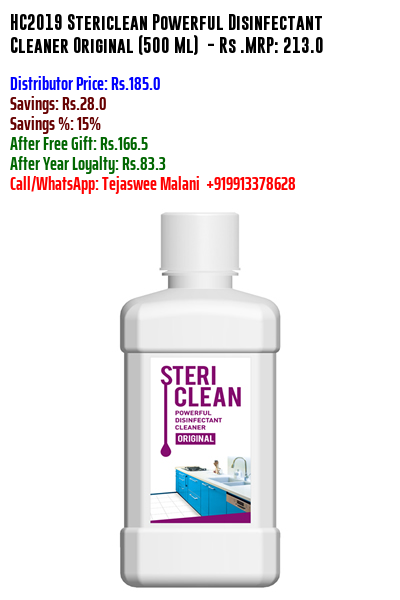 HC2019 Stericlean Powerful Disinfectant
Cleaner Original (500 Ml)  - Rs .MRP: 213.0
Distributor Price: Rs.185.0
Savings: Rs.28.0
Savings %: 15%
After Free Gift: Rs.166.5
After Year Loyalty: Rs.83.3
Call/WhatsApp: Tejaswee Malani  +919913378628
STERI
CLEAN
POWERFUL
DISINFECTANT
CLEANER
ORIGINAL